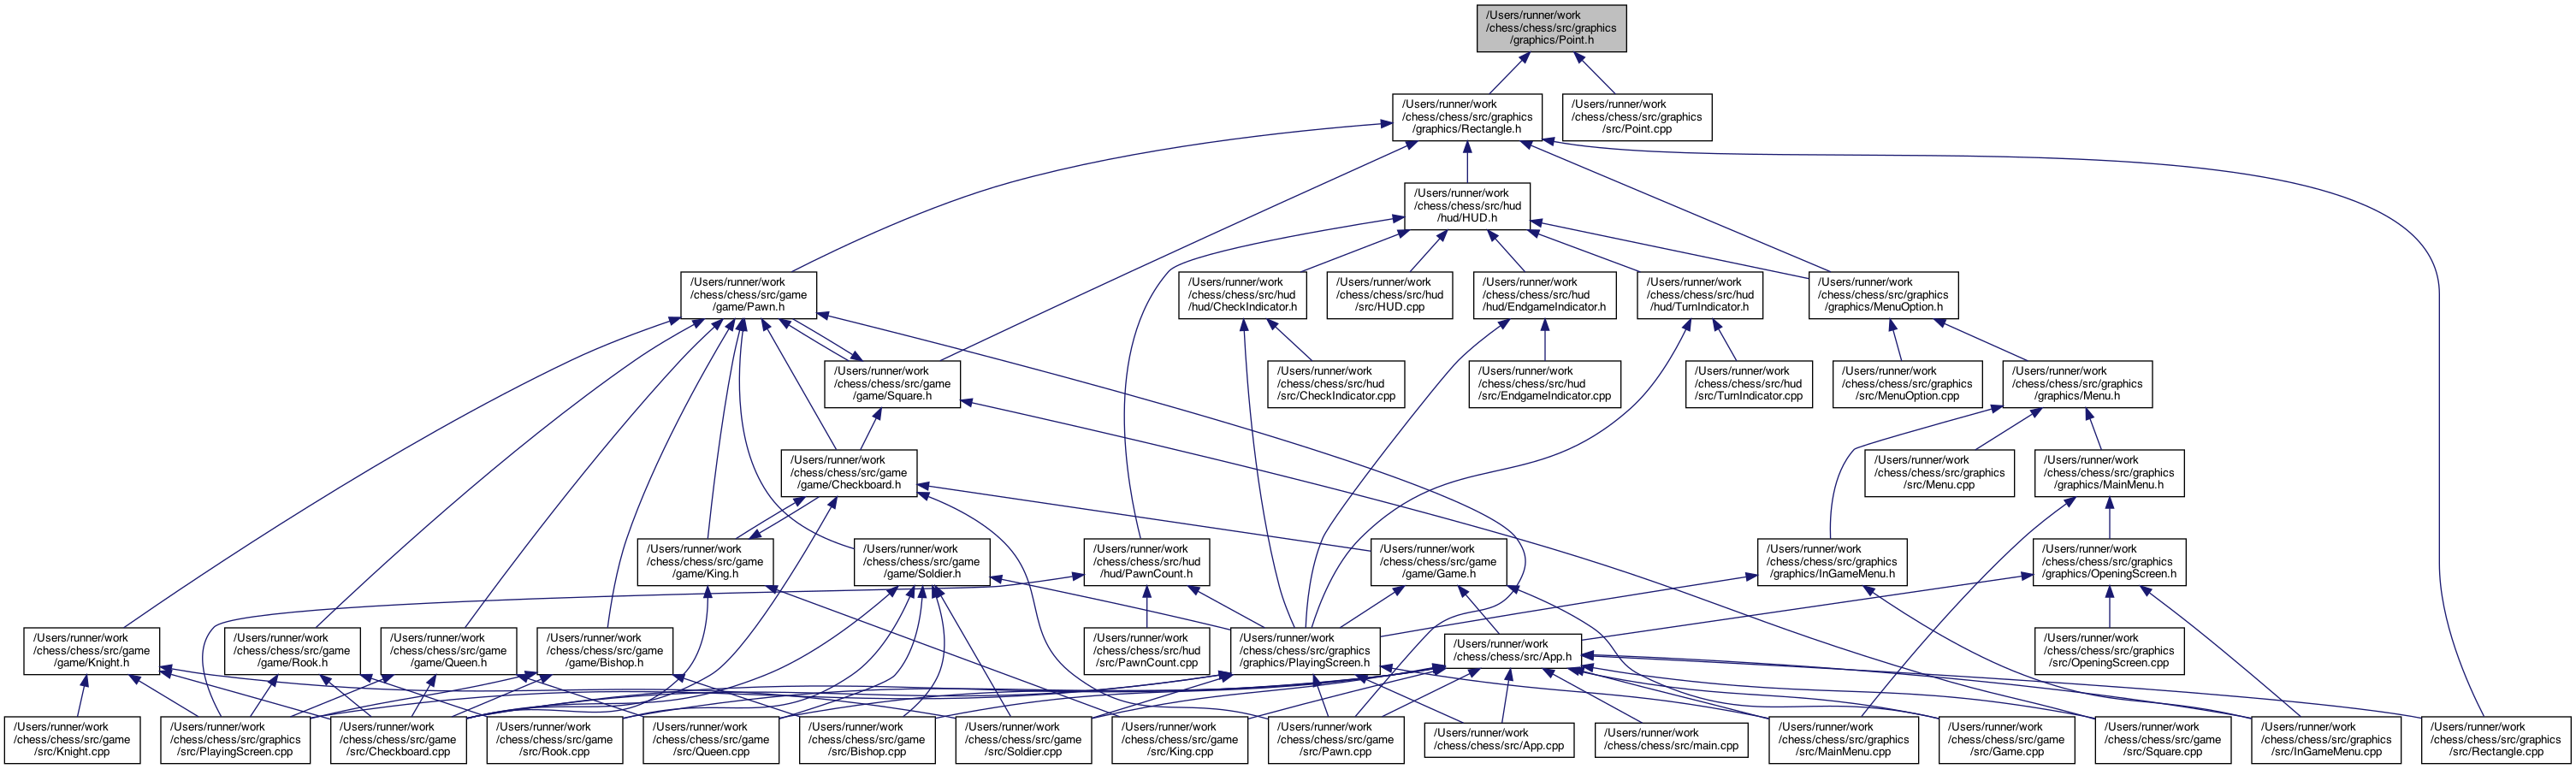 /Users/runner/work
/chess/chess/src/graphics
/graphics/Point.h
/Users/runner/work
/chess/chess/src/graphics
/graphics/Rectangle.h
/Users/runner/work
/chess/chess/src/graphics
/src/Point.cpp
/Users/runner/work
/chess/chess/src/hud
/hud/HUD.h
/Users/runner/work
/chess/chess/src/game
/game/Pawn.h
/Users/runner/work
/chess/chess/src/hud
/hud/CheckIndicator.h
/Users/runner/work
/chess/chess/src/hud
/src/HUD.cpp
/Users/runner/work
/chess/chess/src/hud
/hud/EndgameIndicator.h
/Users/runner/work
/chess/chess/src/hud
/hud/TurnIndicator.h
/Users/runner/work
/chess/chess/src/graphics
/graphics/MenuOption.h
/Users/runner/work
/chess/chess/src/game
/game/Square.h
/Users/runner/work
/chess/chess/src/hud
/src/CheckIndicator.cpp
/Users/runner/work
/chess/chess/src/hud
/src/EndgameIndicator.cpp
/Users/runner/work
/chess/chess/src/hud
/src/TurnIndicator.cpp
/Users/runner/work
/chess/chess/src/graphics
/src/MenuOption.cpp
/Users/runner/work
/chess/chess/src/graphics
/graphics/Menu.h
/Users/runner/work
/chess/chess/src/game
/game/Checkboard.h
/Users/runner/work
/chess/chess/src/graphics
/src/Menu.cpp
/Users/runner/work
/chess/chess/src/graphics
/graphics/MainMenu.h
/Users/runner/work
/chess/chess/src/game
/game/King.h
/Users/runner/work
/chess/chess/src/game
/game/Soldier.h
/Users/runner/work
/chess/chess/src/hud
/hud/PawnCount.h
/Users/runner/work
/chess/chess/src/game
/game/Game.h
/Users/runner/work
/chess/chess/src/graphics
/graphics/InGameMenu.h
/Users/runner/work
/chess/chess/src/graphics
/graphics/OpeningScreen.h
/Users/runner/work
/chess/chess/src/game
/game/Knight.h
/Users/runner/work
/chess/chess/src/game
/game/Rook.h
/Users/runner/work
/chess/chess/src/game
/game/Queen.h
/Users/runner/work
/chess/chess/src/game
/game/Bishop.h
/Users/runner/work
/chess/chess/src/hud
/src/PawnCount.cpp
/Users/runner/work
/chess/chess/src/graphics
/graphics/PlayingScreen.h
/Users/runner/work
/chess/chess/src/App.h
/Users/runner/work
/chess/chess/src/graphics
/src/OpeningScreen.cpp
/Users/runner/work
/chess/chess/src/game
/src/Knight.cpp
/Users/runner/work
/chess/chess/src/graphics
/src/PlayingScreen.cpp
/Users/runner/work
/chess/chess/src/game
/src/Checkboard.cpp
/Users/runner/work
/chess/chess/src/game
/src/Rook.cpp
/Users/runner/work
/chess/chess/src/game
/src/Queen.cpp
/Users/runner/work
/chess/chess/src/game
/src/Bishop.cpp
/Users/runner/work
/chess/chess/src/game
/src/Soldier.cpp
/Users/runner/work
/chess/chess/src/game
/src/King.cpp
/Users/runner/work
/chess/chess/src/game
/src/Pawn.cpp
/Users/runner/work
/chess/chess/src/App.cpp
/Users/runner/work
/chess/chess/src/main.cpp
/Users/runner/work
/chess/chess/src/graphics
/src/MainMenu.cpp
/Users/runner/work
/chess/chess/src/game
/src/Game.cpp
/Users/runner/work
/chess/chess/src/game
/src/Square.cpp
/Users/runner/work
/chess/chess/src/graphics
/src/InGameMenu.cpp
/Users/runner/work
/chess/chess/src/graphics
/src/Rectangle.cpp